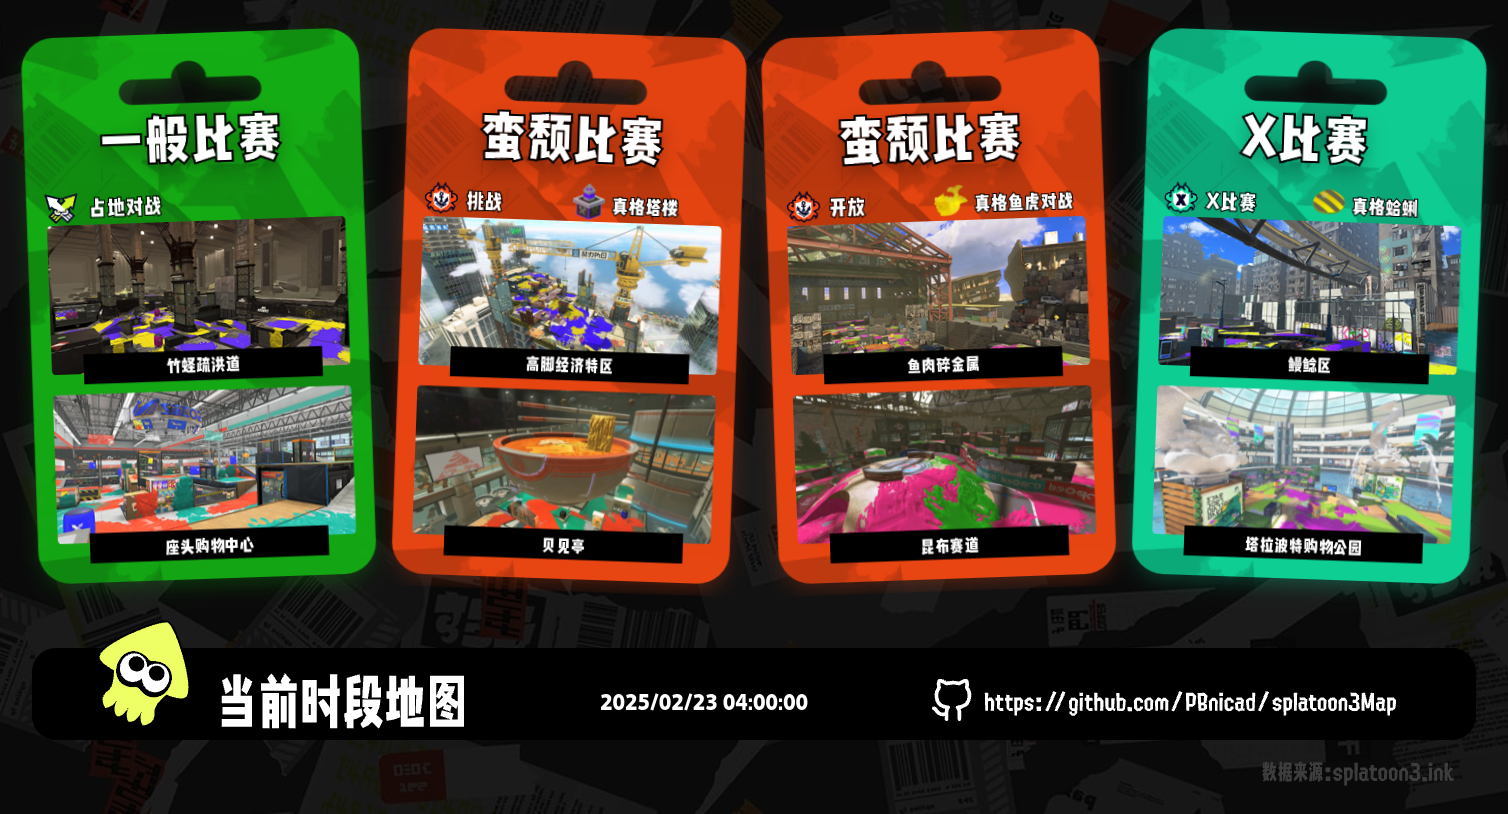 一般比赛
占地对战
竹蛏疏洪道
座头购物中心
蛮颓比赛
挑战
真格塔楼
高脚经济特区
贝见亭
蛮颓比赛
开放
真格鱼虎对战
鱼肉碎金属
昆布赛道
X比赛
X比赛
真格蛤蜊
鳗鲶区
塔拉波特购物公园
当前时段地图
2025/02/23 04:00:00
https://github.com/PBnicad/splatoon3Map
数据来源:splatoon3.ink